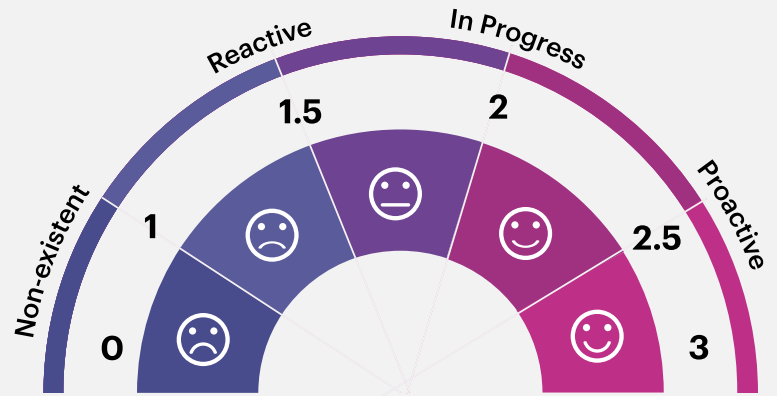 Non-existent
Reactive
In Progress
Proactive
0
1
1.5
2
2.5
3